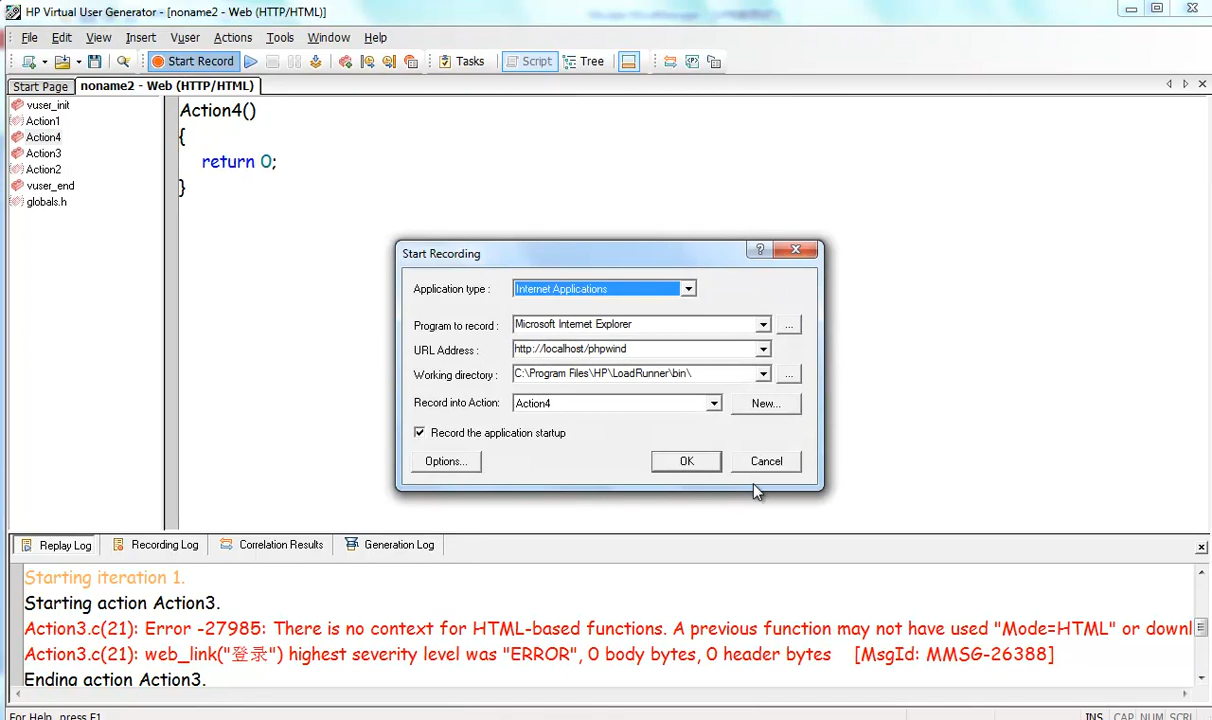 HP Virtual User Generator - [noname2 - Web (HTTP/HTML)]
File Edit View Insert Vuser Actions Tools Window Help
Start Record Tasks Script Tree
Start Page noname2 - Web (HTTP/HTML)
vuser_init
Action1
Action4
Action3
Action2
vuser_end
globals.h
Action4()
{
return 0;
}
Start Recording
Application type : Internet Applications
Program to record : Microsoft Internet Explorer ...
URL Address : http://localhost/phpwind
Working directory : C:\Program Files\HP\LoadRunner\bin\ ...
Record into Action: Action4 New...
Record the application startup
Options... OK Cancel
Replay Log Recording Log Correlation Results Generation Log
Starting iteration 1.
Starting action Action3.
Action3.c(21): Error -27985: There is no context for HTML-based functions. A previous function may not have used "Mode=HTML" or downl
Action3.c(21): web_link("登录") highest severity level was "ERROR", 0 body bytes, 0 header bytes [MsgId: MMSG-26388]
Ending action Action3.
For Help, press F1. INS CAP NUM SCRL